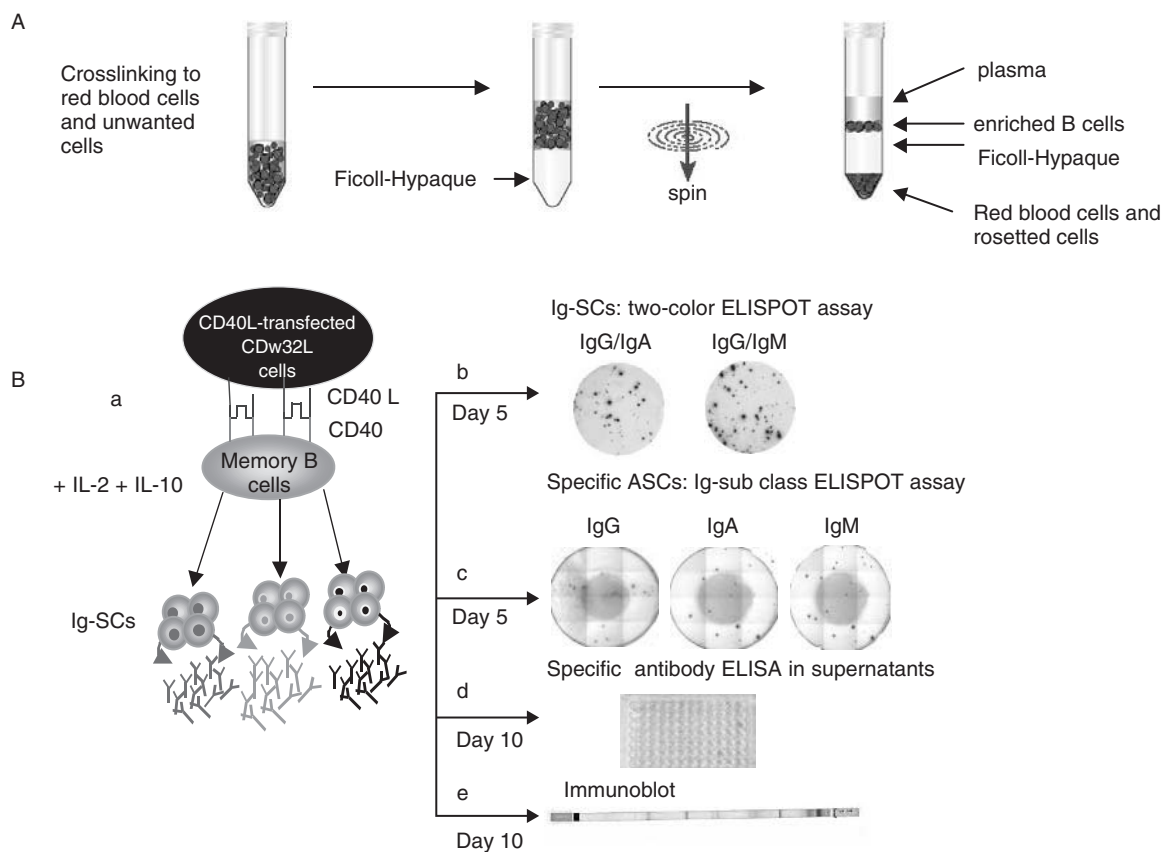 A
Crosslinking to
red blood cells
and unwanted
cells
Ficoll-Hypaque
spin
plasma
enriched B cells
Ficoll-Hypaque
Red blood cells and
rosetted cells
B
a
CD40L-transfected
CDw32L
cells
CD40 L
CD40
Memory B
cells
+ IL-2 + IL-10
Ig-SCs
b
Day 5
Ig-SCs: two-color ELISPOT assay
IgG/IgA IgG/IgM
c
Day 5
Specific ASCs: Ig-sub class ELISPOT assay
IgG IgA IgM
d
Day 10
Specific antibody ELISA in supernatants
e
Day 10
Immunoblot